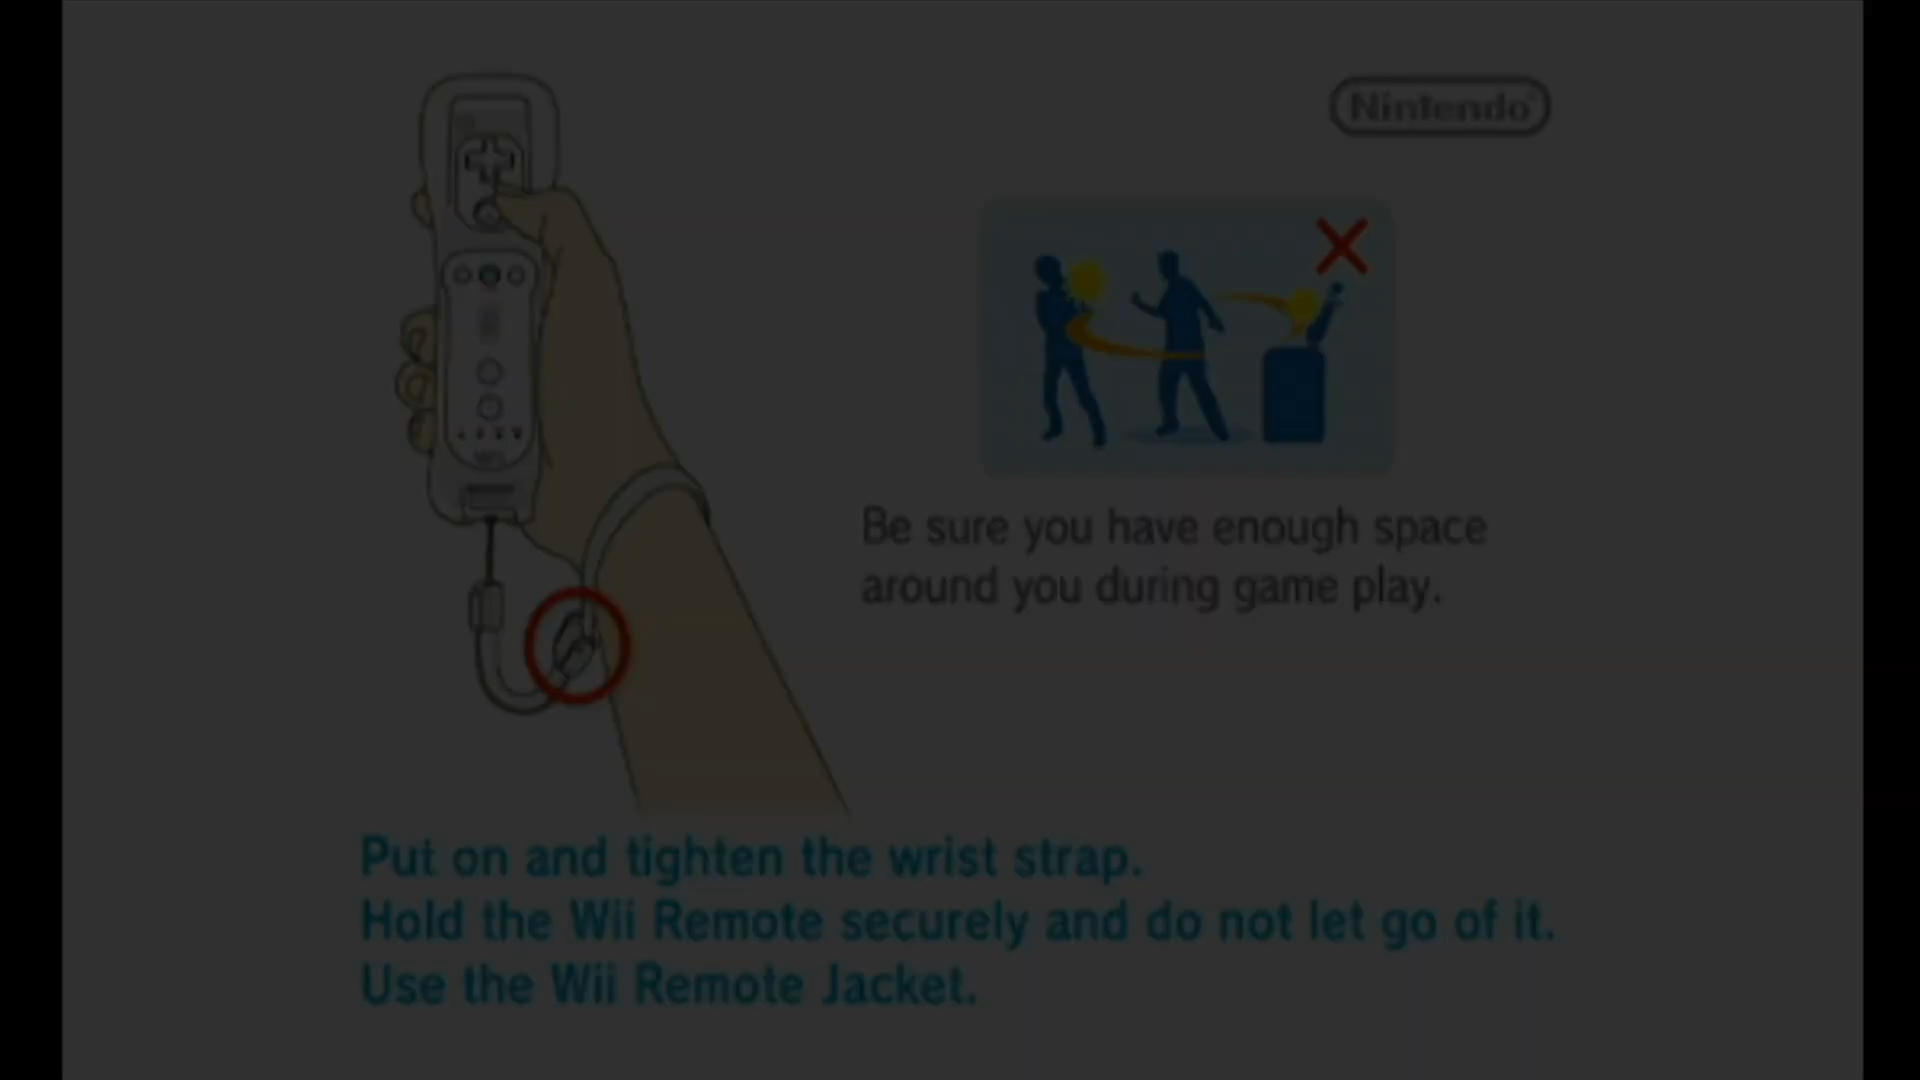 Nintendo
Be sure you have enough space
around you during game play.
Put on and tighten the wrist strap.
Hold the Wii Remote securely and do not let go of it.
Use the Wii Remote Jacket.